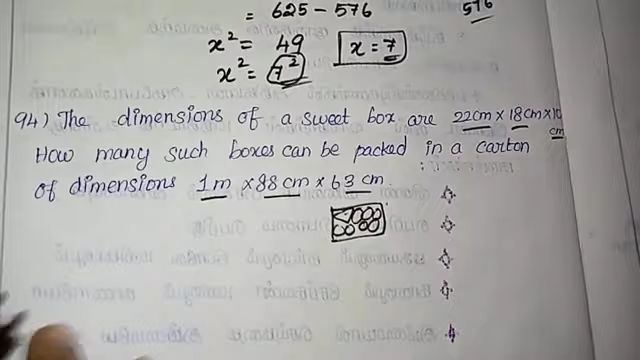 = 625 - 576
576
x² = 49
x = 7
x² = 7²
94) The dimensions of a sweet box are 22cm x 18cm x 10 cm
How many such boxes can be packed in a carton
of dimensions 1m x 88 cm x 63 cm